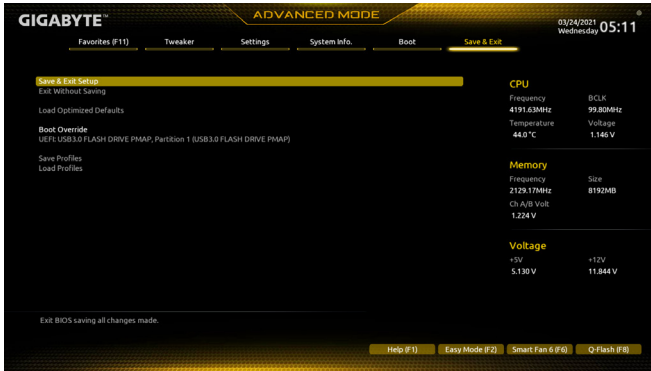 GIGABYTE™
ADVANCED MODE
03/24/2021
Wednesday 05:11
Favorites (F11) Tweaker Settings System Info. Boot Save & Exit
Save & Exit Setup
Exit Without Saving
Load Optimized Defaults
Boot Override
UEFI: USB3.0 FLASH DRIVE PMAP, Partition 1 (USB3.0 FLASH DRIVE PMAP)
Save Profiles
Load Profiles
CPU
Frequency BCLK
4191.63MHz 99.80MHz
Temperature Voltage
44.0 °C 1.146 V
Memory
Frequency Size
2129.17MHz 8192MB
Ch A/B Volt
1.224 V
Voltage
+5V +12V
5.130 V 11.844 V
Exit BIOS saving all changes made.
Help (F1) Easy Mode (F2) Smart Fan 6 (F6) Q-Flash (F8)